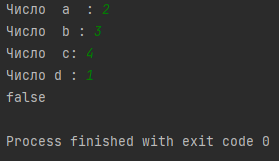 Число  a  : 2
Число  b : 3
Число  c: 4
Число d : 1
false
Process finished with exit code 0